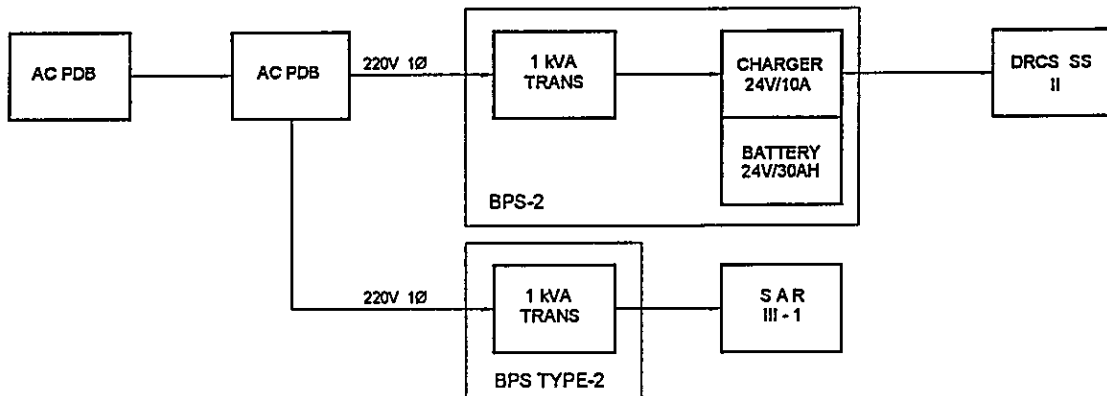 AC PDB
AC PDB
220V 1Ø
1 kVA
TRANS
CHARGER
24V/10A
BATTERY
24V/30AH
DRCS SS
II
BPS-2
220V 1Ø
1 kVA
TRANS
S A R
III - 1
BPS TYPE-2